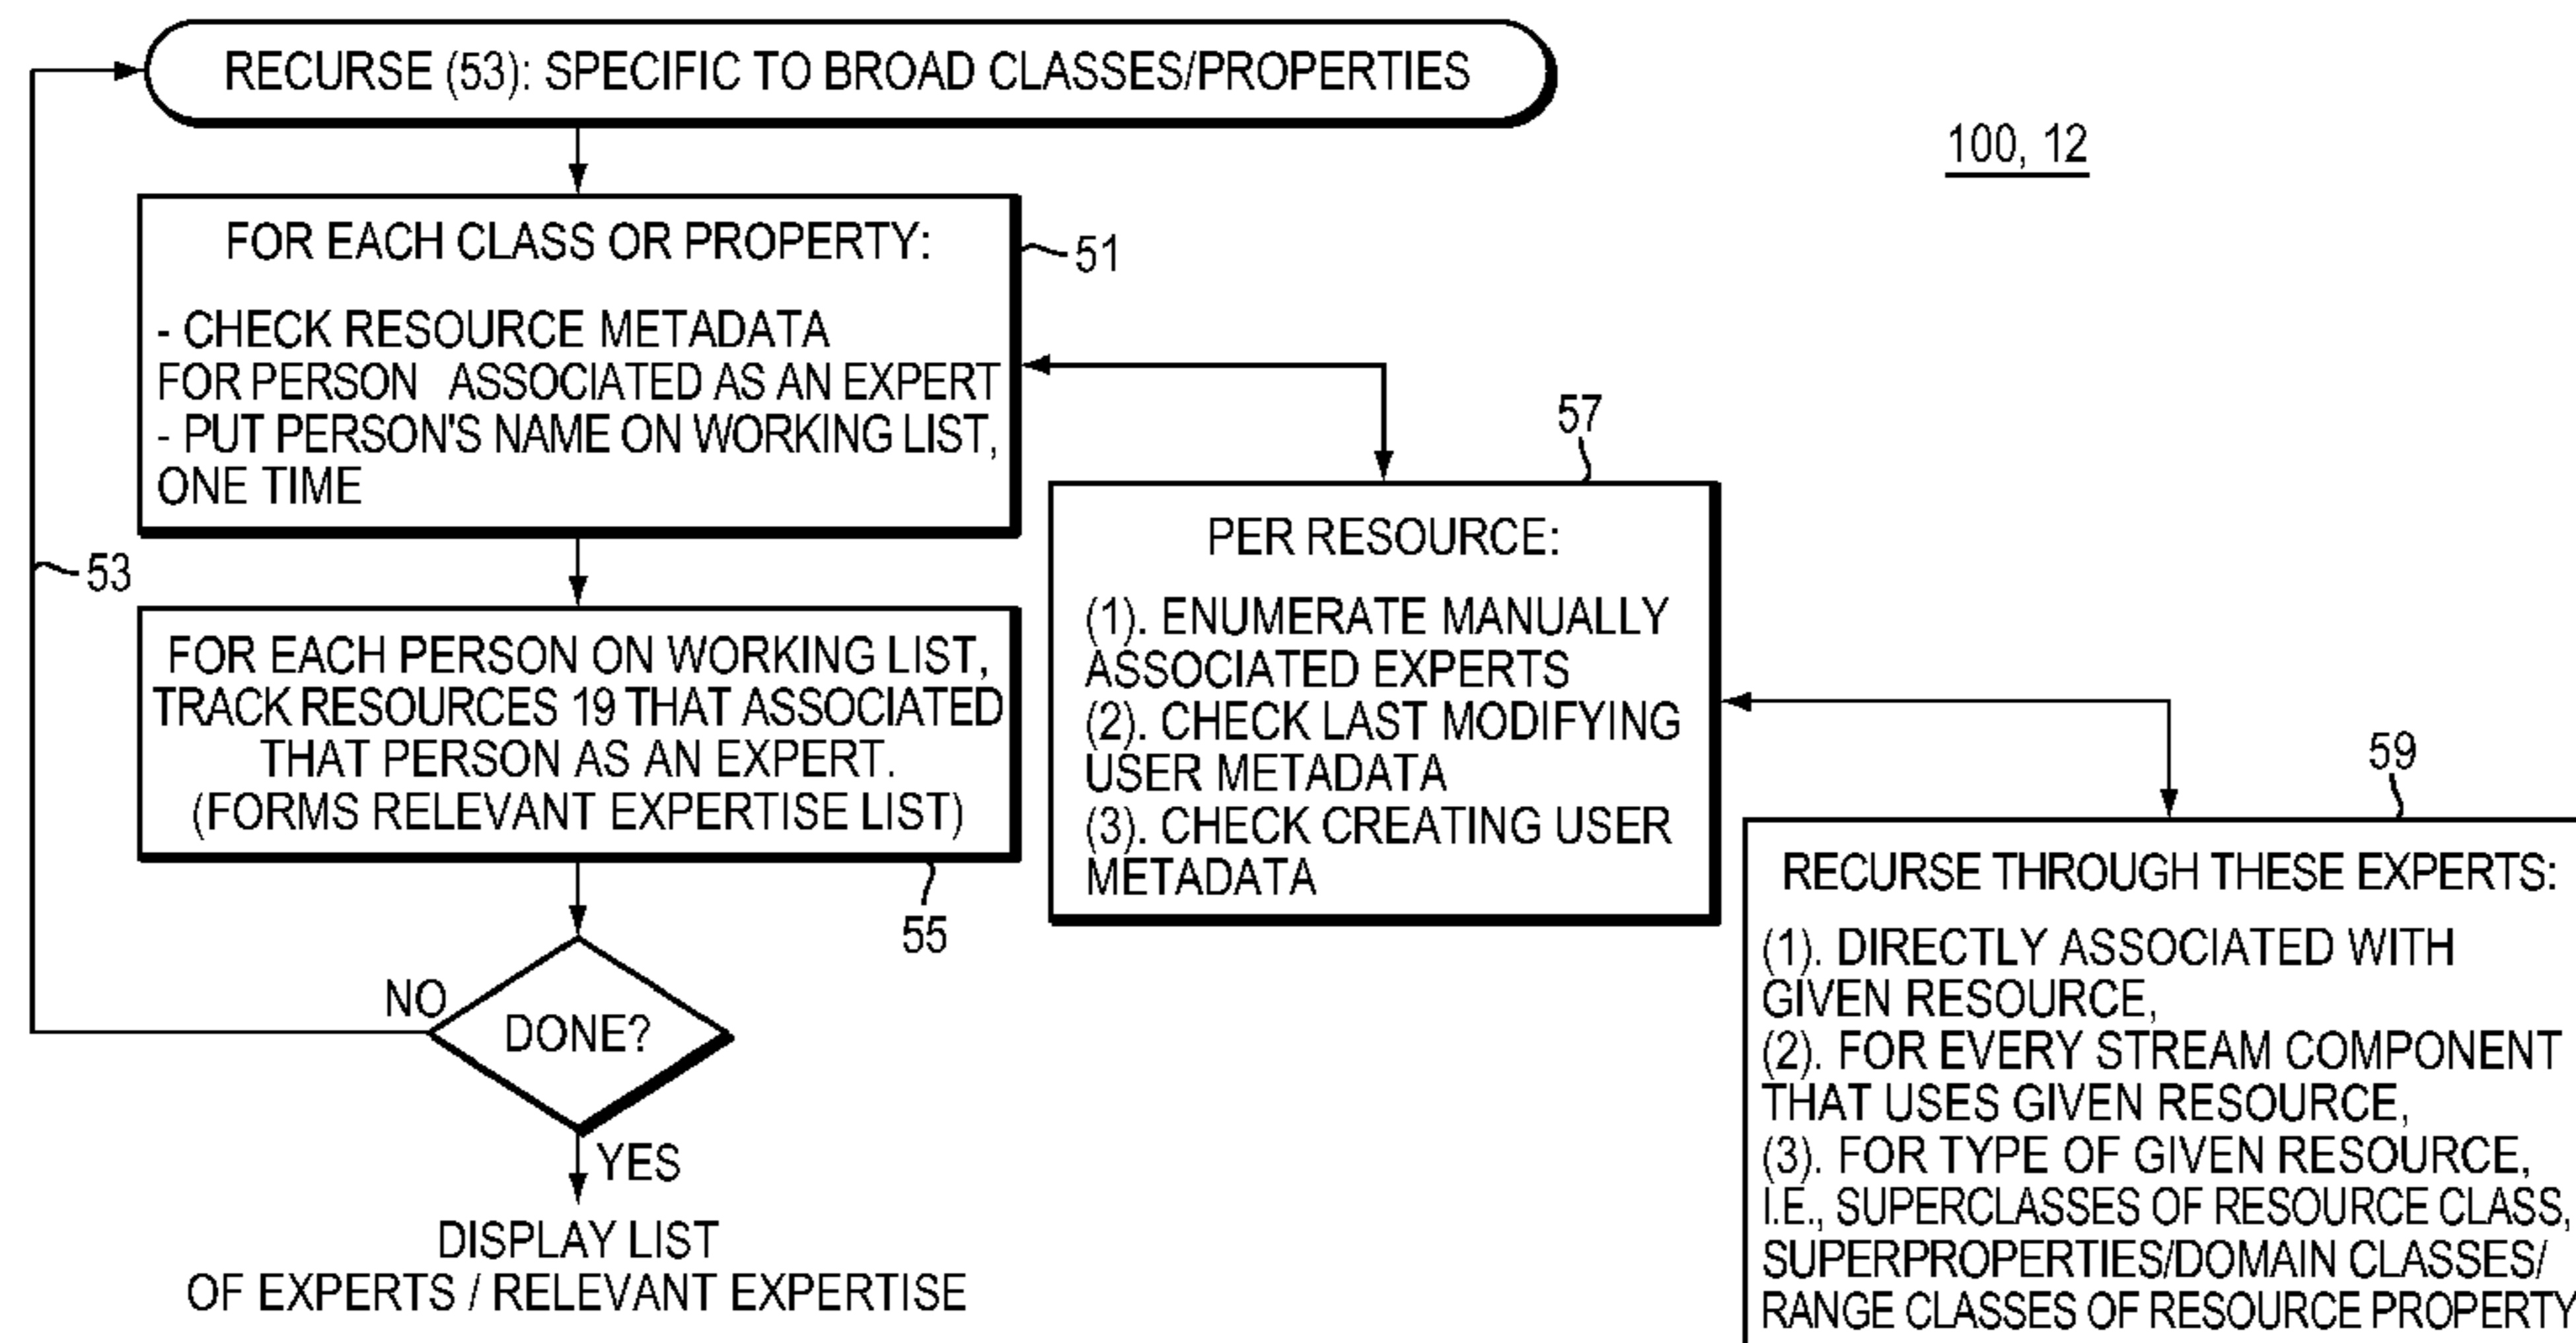 RECURSE (53): SPECIFIC TO BROAD CLASSES/PROPERTIES
100, 12
FOR EACH CLASS OR PROPERTY:
- CHECK RESOURCE METADATA
FOR PERSON ASSOCIATED AS AN EXPERT
- PUT PERSON'S NAME ON WORKING LIST,
ONE TIME
51
53
FOR EACH PERSON ON WORKING LIST,
TRACK RESOURCES 19 THAT ASSOCIATED
THAT PERSON AS AN EXPERT.
(FORMS RELEVANT EXPERTISE LIST)
55
NO
DONE?
YES
DISPLAY LIST
OF EXPERTS / RELEVANT EXPERTISE
57
PER RESOURCE:
(1). ENUMERATE MANUALLY
ASSOCIATED EXPERTS
(2). CHECK LAST MODIFYING
USER METADATA
(3). CHECK CREATING USER
METADATA
59
RECURSE THROUGH THESE EXPERTS:
(1). DIRECTLY ASSOCIATED WITH
GIVEN RESOURCE,
(2). FOR EVERY STREAM COMPONENT
THAT USES GIVEN RESOURCE,
(3). FOR TYPE OF GIVEN RESOURCE,
I.E., SUPERCLASSES OF RESOURCE CLASS,
SUPERPROPERTIES/DOMAIN CLASSES/
RANGE CLASSES OF RESOURCE PROPERTY